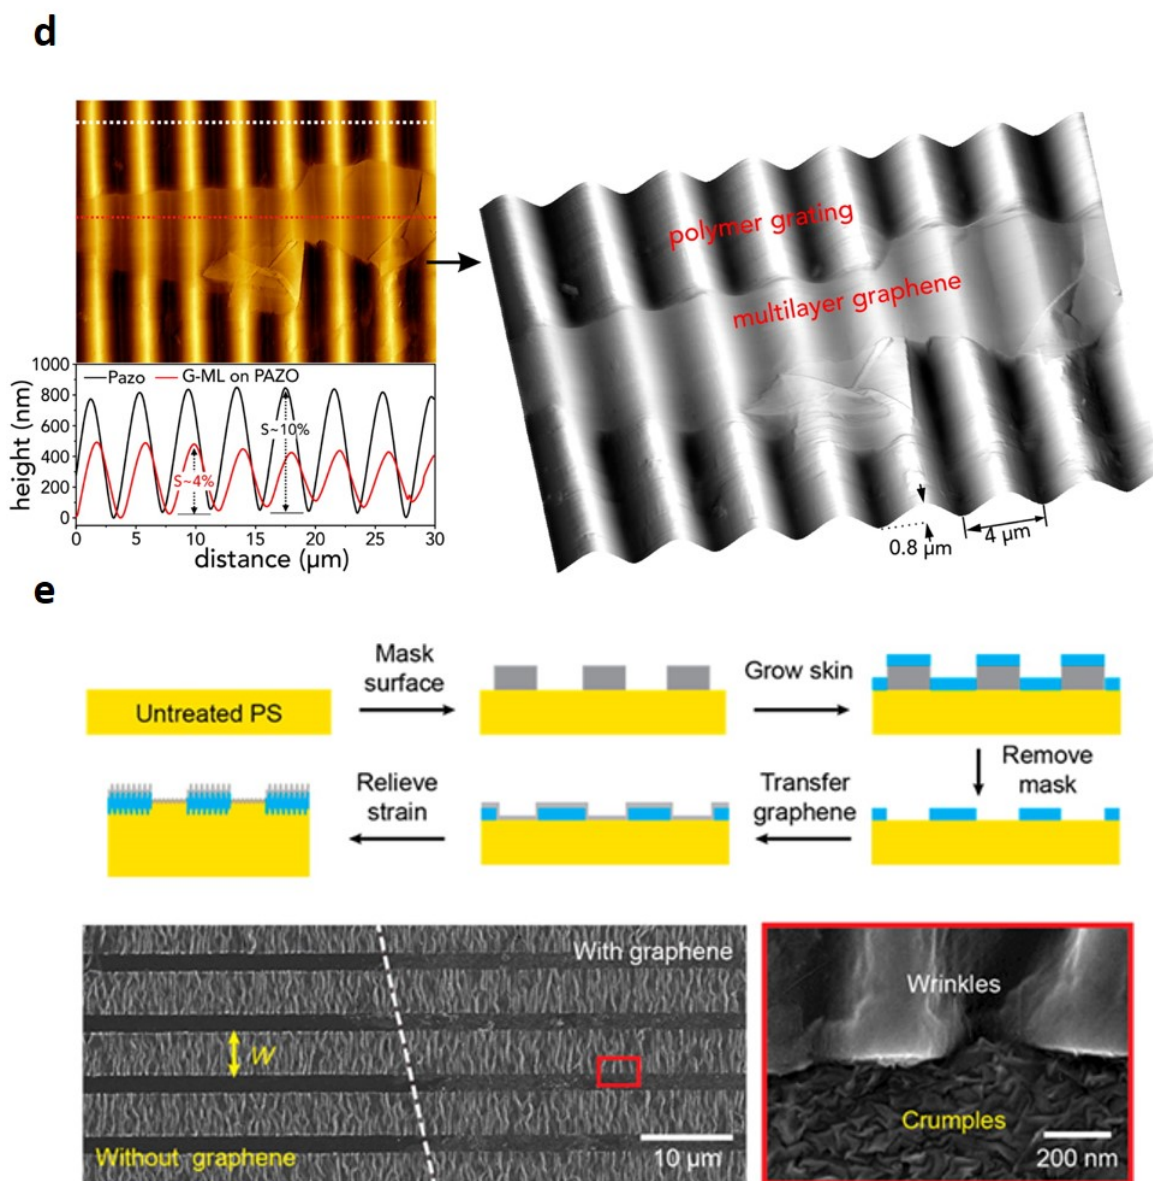 d
polymer grating
multilayer graphene
0.8 µm
4 µm
1000
800
600
400
200
0
height (nm)
Pazo
G-ML on PAZO
S~10%
S~4%
0
5
10
15
20
25
30
distance (µm)
e
Untreated PS
Mask
surface
Grow skin
Remove
mask
Transfer
graphene
Relieve
strain
With graphene
W
Without graphene
10 µm
Wrinkles
Crumples
200 nm